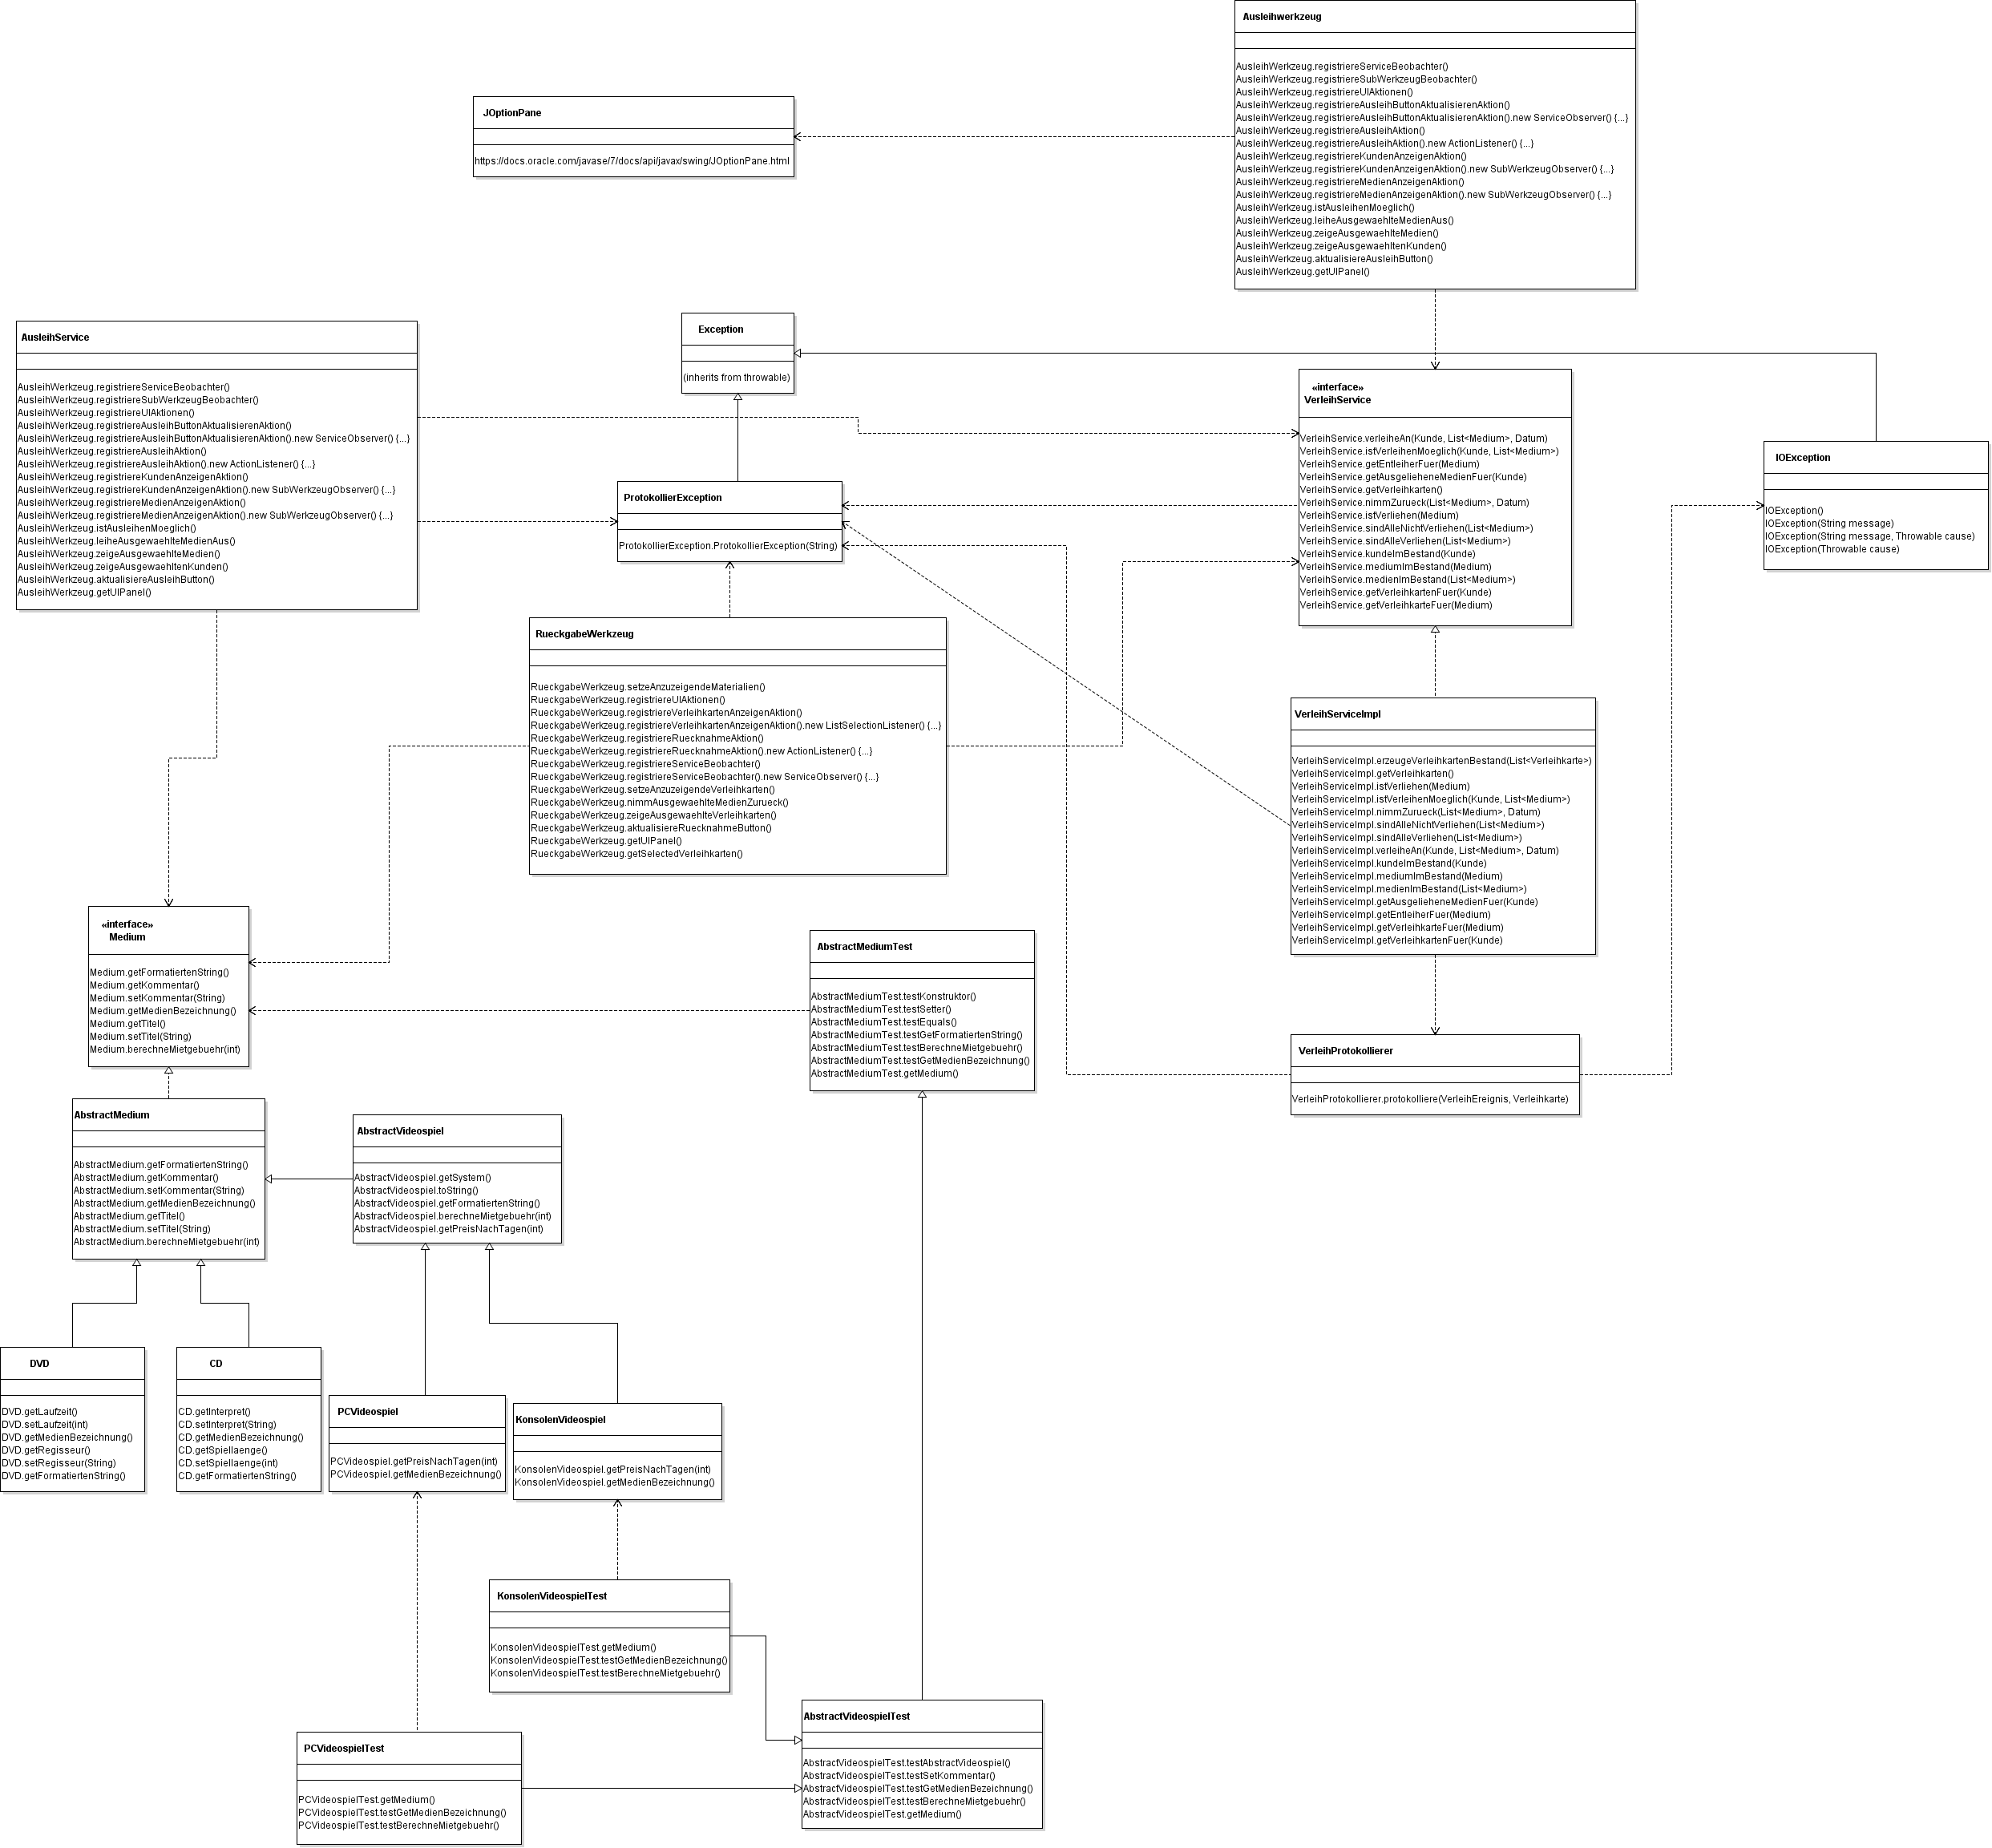 Ausleihwerkzeug
AusleihWerkzeug.registriereServiceBeobachter()
AusleihWerkzeug.registriereSubWerkzeugBeobachter()
AusleihWerkzeug.registriereUIAktionen()
AusleihWerkzeug.registriereAusleihButtonAktualisierenAktion()
AusleihWerkzeug.registriereAusleihButtonAktualisierenAktion().new ServiceObserver() {...}
AusleihWerkzeug.registriereAusleihAktion()
AusleihWerkzeug.registriereAusleihAktion().new ActionListener() {...}
AusleihWerkzeug.registriereKundenAnzeigenAktion()
AusleihWerkzeug.registriereKundenAnzeigenAktion().new SubWerkzeugObserver() {...}
AusleihWerkzeug.registriereMedienAnzeigenAktion()
AusleihWerkzeug.registriereMedienAnzeigenAktion().new SubWerkzeugObserver() {...}
AusleihWerkzeug.istAusleihenMoeglich()
AusleihWerkzeug.leiheAusgewaehlteMedienAus()
AusleihWerkzeug.zeigeAusgewaehlteMedien()
AusleihWerkzeug.zeigeAusgewaehltenKunden()
AusleihWerkzeug.aktualisiereAusleihButton()
AusleihWerkzeug.getUIPanel()
JOptionPane
https://docs.oracle.com/javase/7/docs/api/javax/swing/JOptionPane.html
Exception
(inherits from throwable)
AusleihService
AusleihWerkzeug.registriereServiceBeobachter()
AusleihWerkzeug.registriereSubWerkzeugBeobachter()
AusleihWerkzeug.registriereUIAktionen()
AusleihWerkzeug.registriereAusleihButtonAktualisierenAktion()
AusleihWerkzeug.registriereAusleihButtonAktualisierenAktion().new ServiceObserver() {...}
AusleihWerkzeug.registriereAusleihAktion()
AusleihWerkzeug.registriereAusleihAktion().new ActionListener() {...}
AusleihWerkzeug.registriereKundenAnzeigenAktion()
AusleihWerkzeug.registriereKundenAnzeigenAktion().new SubWerkzeugObserver() {...}
AusleihWerkzeug.registriereMedienAnzeigenAktion()
AusleihWerkzeug.registriereMedienAnzeigenAktion().new SubWerkzeugObserver() {...}
AusleihWerkzeug.istAusleihenMoeglich()
AusleihWerkzeug.leiheAusgewaehlteMedienAus()
AusleihWerkzeug.zeigeAusgewaehlteMedien()
AusleihWerkzeug.zeigeAusgewaehltenKunden()
AusleihWerkzeug.aktualisiereAusleihButton()
AusleihWerkzeug.getUIPanel()
«interface»
VerleihService
VerleihService.verleiheAn(Kunde, List<Medium>, Datum)
VerleihService.istVerleihenMoeglich(Kunde, List<Medium>)
VerleihService.getEntleiherFuer(Medium)
VerleihService.getAusgelieheneMedienFuer(Kunde)
VerleihService.getVerleihkarten()
VerleihService.nimmZurueck(List<Medium>, Datum)
VerleihService.istVerliehen(Medium)
VerleihService.sindAlleNichtVerliehen(List<Medium>)
VerleihService.sindAlleVerliehen(List<Medium>)
VerleihService.kundeImBestand(Kunde)
VerleihService.mediumImBestand(Medium)
VerleihService.medienImBestand(List<Medium>)
VerleihService.getVerleihkartenFuer(Kunde)
VerleihService.getVerleihkarteFuer(Medium)
IOException
IOException()
IOException(String message)
IOException(String message, Throwable cause)
IOException(Throwable cause)
ProtokollierException
ProtokollierException.ProtokollierException(String)
RueckgabeWerkzeug
RueckgabeWerkzeug.setzeAnzuzeigendeMaterialien()
RueckgabeWerkzeug.registriereUIAktionen()
RueckgabeWerkzeug.registriereVerleihkartenAnzeigenAktion()
RueckgabeWerkzeug.registriereVerleihkartenAnzeigenAktion().new ListSelectionListener() {...}
RueckgabeWerkzeug.registriereRuecknahmeAktion()
RueckgabeWerkzeug.registriereRuecknahmeAktion().new ActionListener() {...}
RueckgabeWerkzeug.registriereServiceBeobachter()
RueckgabeWerkzeug.registriereServiceBeobachter().new ServiceObserver() {...}
RueckgabeWerkzeug.setzeAnzuzeigendeVerleihkarten()
RueckgabeWerkzeug.nimmAusgewaehlteMedienZurueck()
RueckgabeWerkzeug.zeigeAusgewaehlteVerleihkarten()
RueckgabeWerkzeug.aktualisiereRuecknahmeButton()
RueckgabeWerkzeug.getUIPanel()
RueckgabeWerkzeug.getSelectedVerleihkarten()
VerleihServiceImpl
VerleihServiceImpl.erzeugeVerleihkartenBestand(List<Verleihkarte>)
VerleihServiceImpl.getVerleihkarten()
VerleihServiceImpl.istVerliehen(Medium)
VerleihServiceImpl.istVerleihenMoeglich(Kunde, List<Medium>)
VerleihServiceImpl.nimmZurueck(List<Medium>, Datum)
VerleihServiceImpl.sindAlleNichtVerliehen(List<Medium>)
VerleihServiceImpl.sindAlleVerliehen(List<Medium>)
VerleihServiceImpl.verleiheAn(Kunde, List<Medium>, Datum)
VerleihServiceImpl.kundeImBestand(Kunde)
VerleihServiceImpl.mediumImBestand(Medium)
VerleihServiceImpl.medienImBestand(List<Medium>)
VerleihServiceImpl.getAusgelieheneMedienFuer(Kunde)
VerleihServiceImpl.getEntleiherFuer(Medium)
VerleihServiceImpl.getVerleihkarteFuer(Medium)
VerleihServiceImpl.getVerleihkartenFuer(Kunde)
«interface»
Medium
Medium.getFormatiertenString()
Medium.getKommentar()
Medium.setKommentar(String)
Medium.getMedienBezeichnung()
Medium.getTitel()
Medium.setTitel(String)
Medium.berechneMietgebuehr(int)
AbstractMediumTest
AbstractMediumTest.testKonstruktor()
AbstractMediumTest.testSetter()
AbstractMediumTest.testEquals()
AbstractMediumTest.testGetFormatiertenString()
AbstractMediumTest.testBerechneMietgebuehr()
AbstractMediumTest.testGetMedienBezeichnung()
AbstractMediumTest.getMedium()
VerleihProtokollierer
VerleihProtokollierer.protokolliere(VerleihEreignis, Verleihkarte)
AbstractMedium
AbstractMedium.getFormatiertenString()
AbstractMedium.getKommentar()
AbstractMedium.setKommentar(String)
AbstractMedium.getMedienBezeichnung()
AbstractMedium.getTitel()
AbstractMedium.setTitel(String)
AbstractMedium.berechneMietgebuehr(int)
AbstractVideospiel
AbstractVideospiel.getSystem()
AbstractVideospiel.toString()
AbstractVideospiel.getFormatiertenString()
AbstractVideospiel.berechneMietgebuehr(int)
AbstractVideospiel.getPreisNachTagen(int)
DVD
DVD.getLaufzeit()
DVD.setLaufzeit(int)
DVD.getMedienBezeichnung()
DVD.getRegisseur()
DVD.setRegisseur(String)
DVD.getFormatiertenString()
CD
CD.getInterpret()
CD.setInterpret(String)
CD.getMedienBezeichnung()
CD.getSpiellaenge()
CD.setSpiellaenge(int)
CD.getFormatiertenString()
PCVideospiel
PCVideospiel.getPreisNachTagen(int)
PCVideospiel.getMedienBezeichnung()
KonsolenVideospiel
KonsolenVideospiel.getPreisNachTagen(int)
KonsolenVideospiel.getMedienBezeichnung()
KonsolenVideospielTest
KonsolenVideospielTest.getMedium()
KonsolenVideospielTest.testGetMedienBezeichnung()
KonsolenVideospielTest.testBerechneMietgebuehr()
PCVideospielTest
PCVideospielTest.getMedium()
PCVideospielTest.testGetMedienBezeichnung()
PCVideospielTest.testBerechneMietgebuehr()
AbstractVideospielTest
AbstractVideospielTest.testAbstractVideospiel()
AbstractVideospielTest.testSetKommentar()
AbstractVideospielTest.testGetMedienBezeichnung()
AbstractVideospielTest.testBerechneMietgebuehr()
AbstractVideospielTest.getMedium()